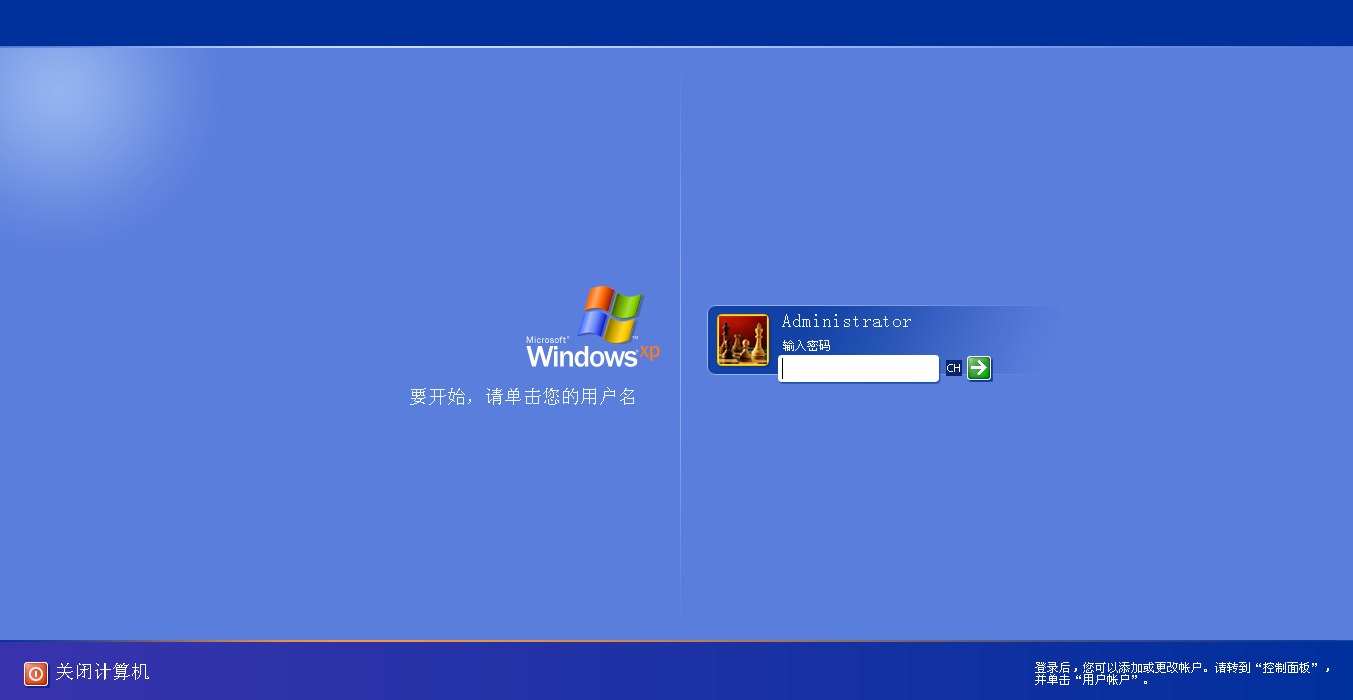 Microsoft®
Windows xp™
要开始，请单击您的用户名
Administrator
输入密码
CH
关闭计算机
登录后，您可以添加或更改帐户。请转到“控制面板”，
并单击“用户帐户”。